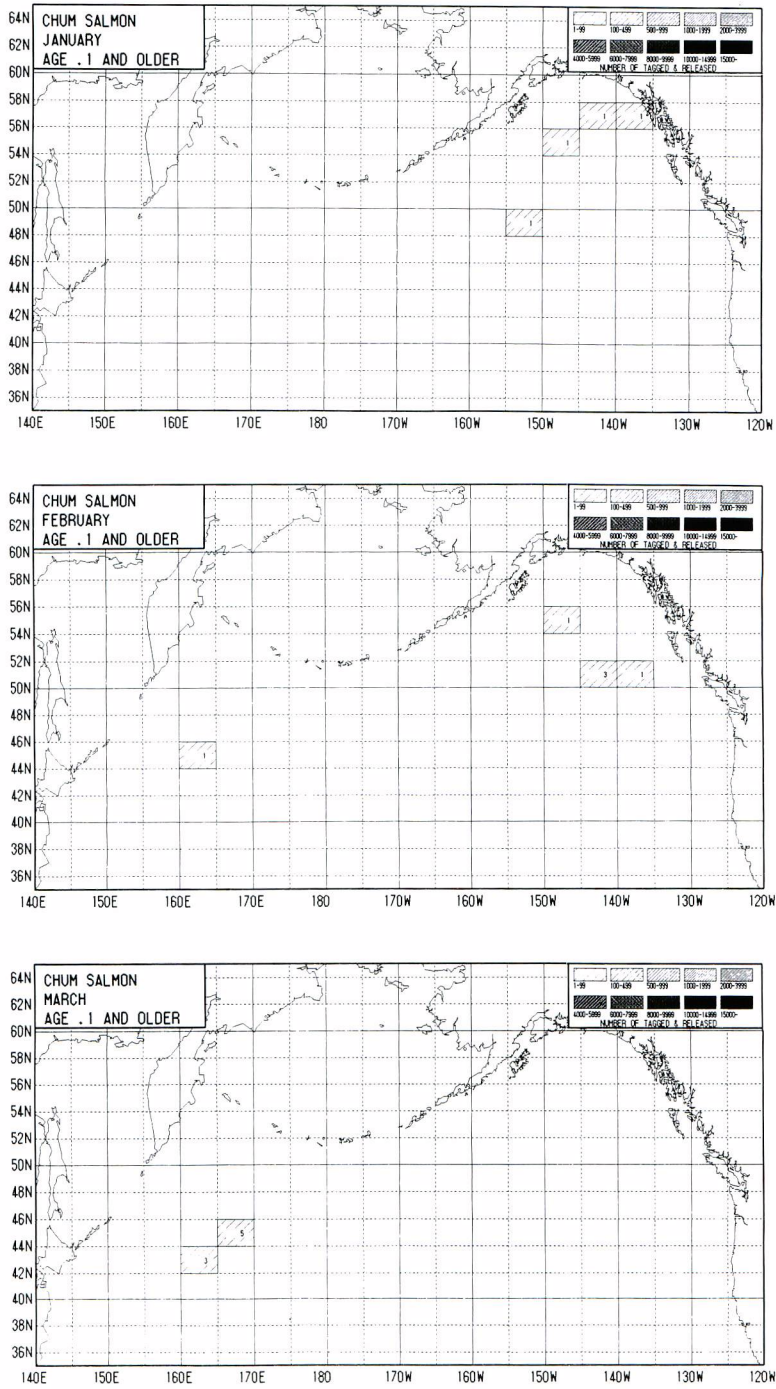 CHUM SALMON
JANUARY
AGE .1 AND OLDER
1-99 100-499 500-999 1000-1999 2000-3999
4000-5999 6000-7999 8000-9999 10000-14999 15000-
NUMBER OF TAGGED & RELEASED
64N
62N
60N
58N
1 1
56N
1
54N
52N
50N
1
48N
46N
44N
42N
40N
38N
36N
140E 150E 160E 170E 180 170W 160W 150W 140W 130W 120W
CHUM SALMON
FEBRUARY
AGE .1 AND OLDER
1-99 100-499 500-999 1000-1999 2000-3999
4000-5999 6000-7999 8000-9999 10000-14999 15000-
NUMBER OF TAGGED & RELEASED
64N
62N
60N
58N
56N
1
54N
52N
3 1
50N
48N
46N
1
44N
42N
40N
38N
36N
140E 150E 160E 170E 180 170W 160W 150W 140W 130W 120W
CHUM SALMON
MARCH
AGE .1 AND OLDER
1-99 100-499 500-999 1000-1999 2000-3999
4000-5999 6000-7999 8000-9999 10000-14999 15000-
NUMBER OF TAGGED & RELEASED
64N
62N
60N
58N
56N
54N
52N
50N
48N
46N
5
44N
3
42N
40N
38N
36N
140E 150E 160E 170E 180 170W 160W 150W 140W 130W 120W